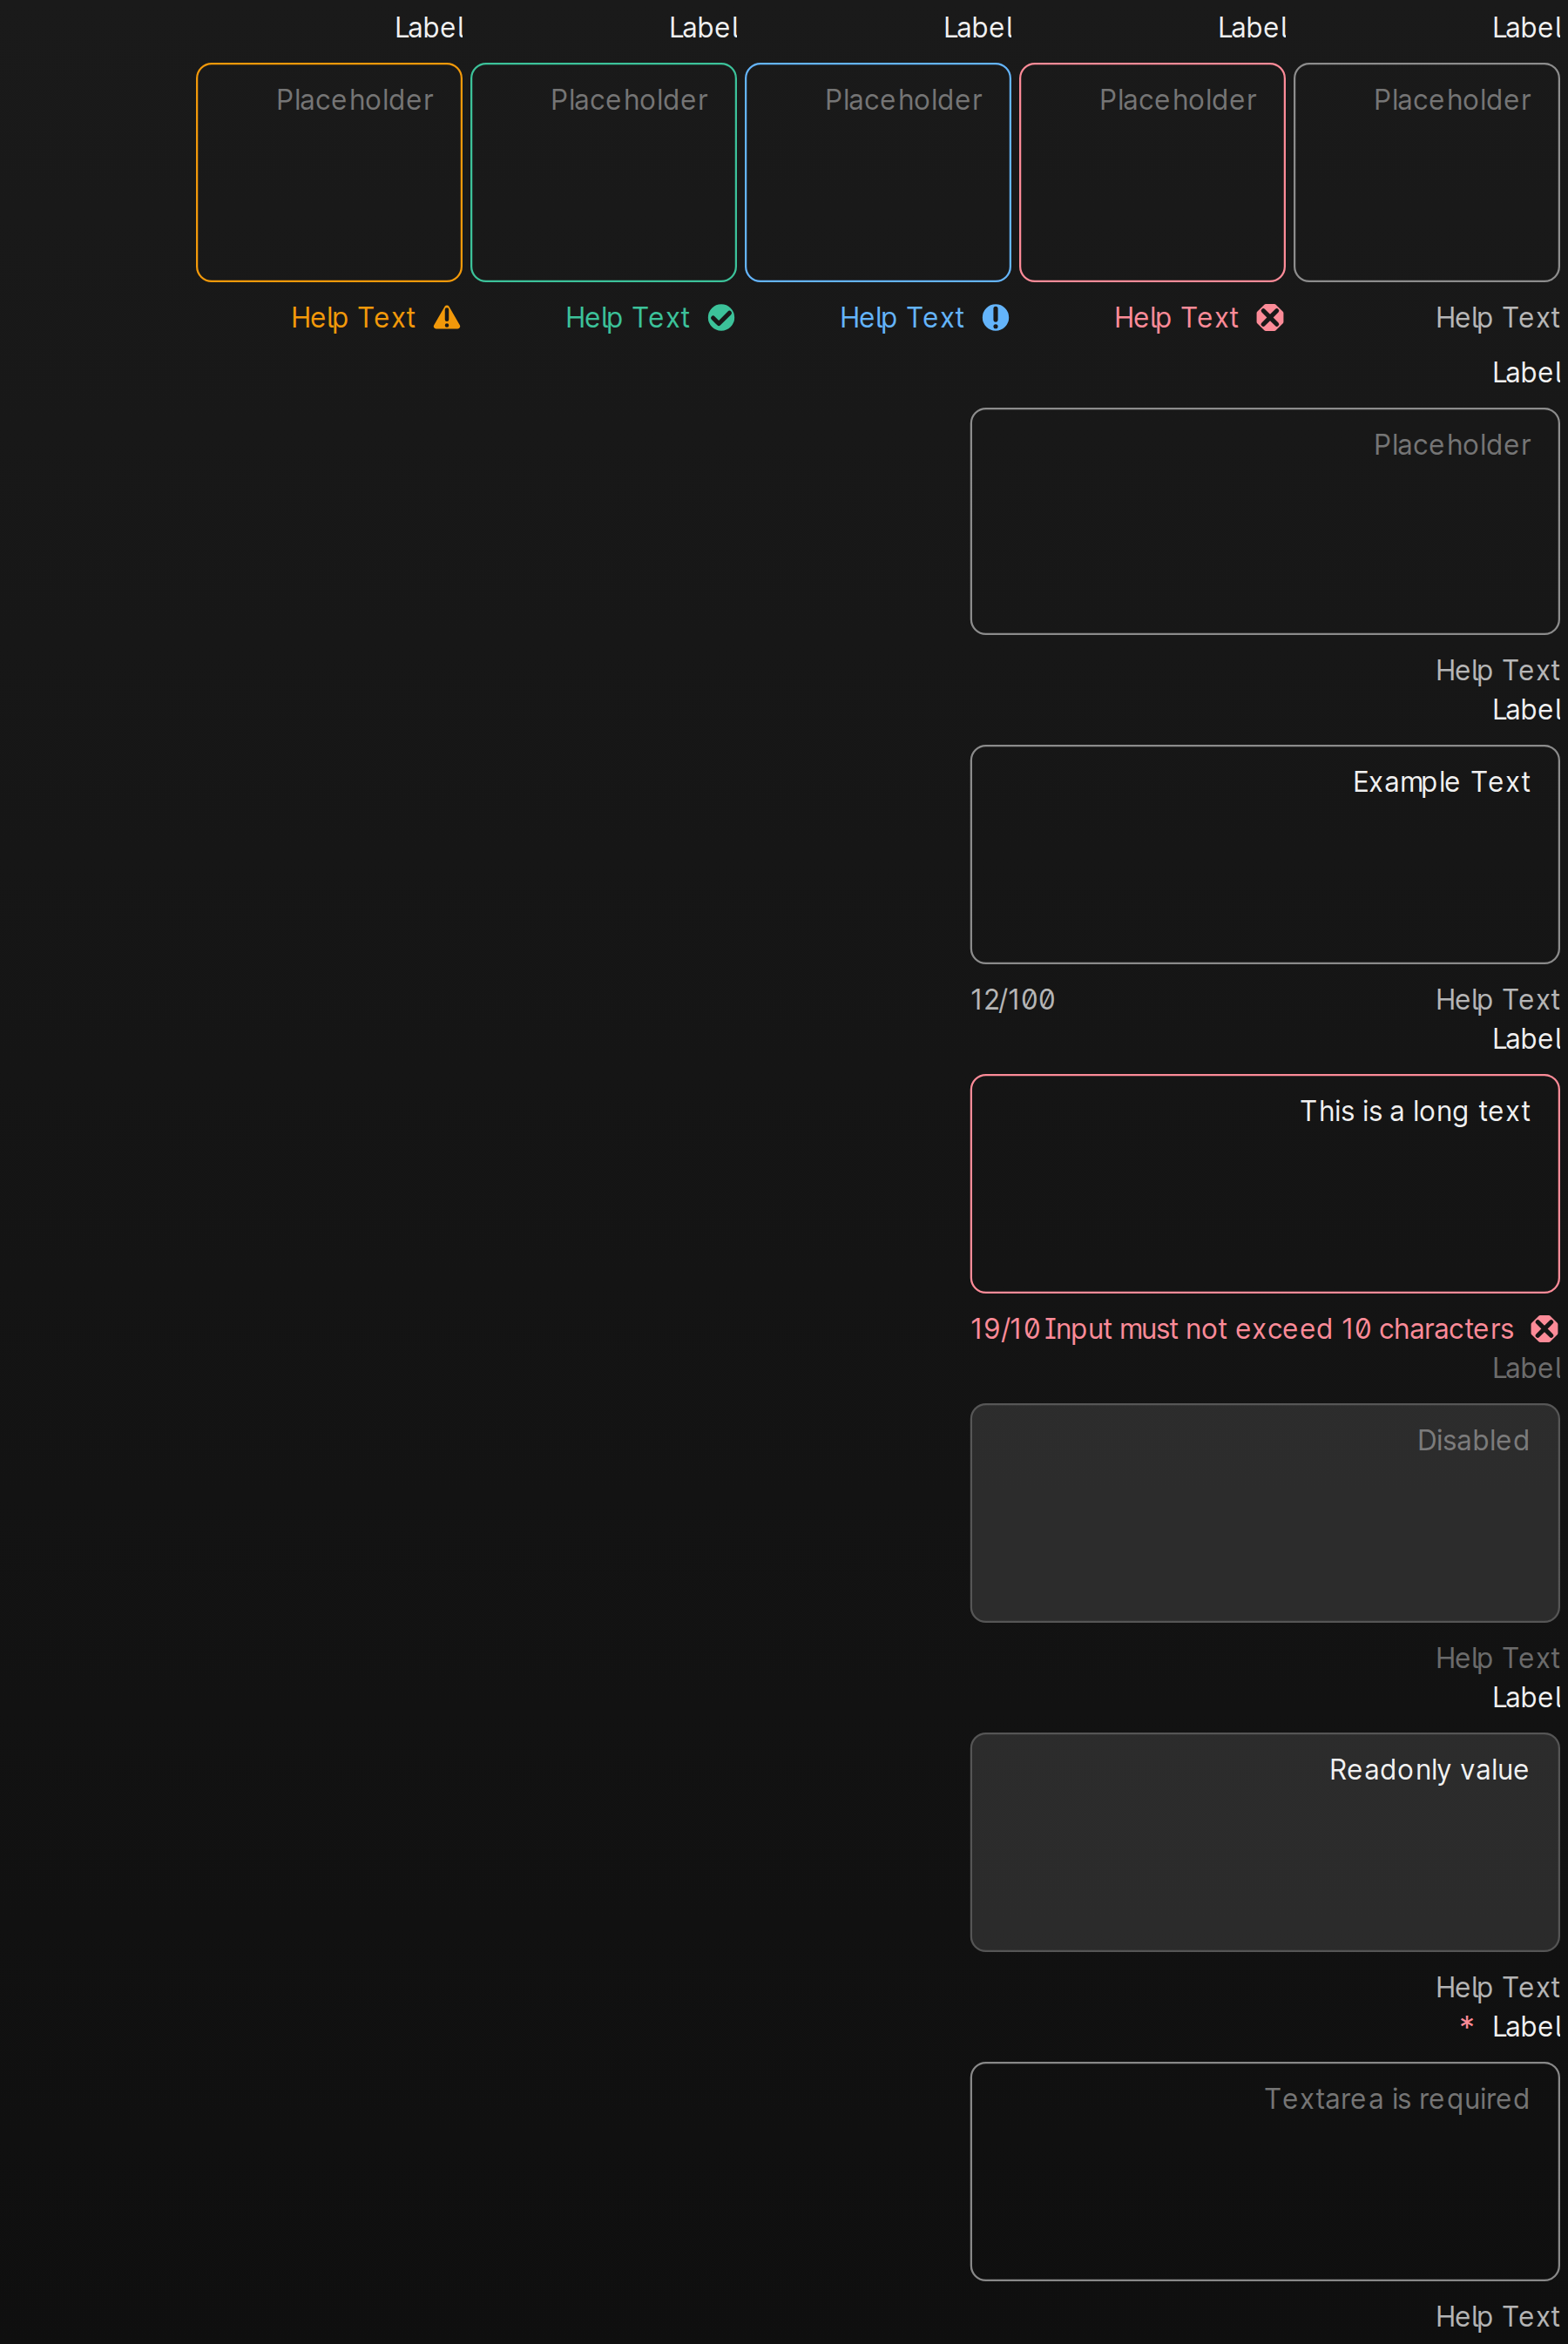 Label Label Label Label Label
Placeholder Placeholder Placeholder Placeholder Placeholder
Help Text Help Text Help Text Help Text Help Text
Label
Placeholder
Help Text
Label
Example Text
12/100 Help Text
Label
This is a long text
19/10 Input must not exceed 10 characters
Label
Disabled
Help Text
Label
Readonly value
Help Text
* Label
Textarea is required
Help Text